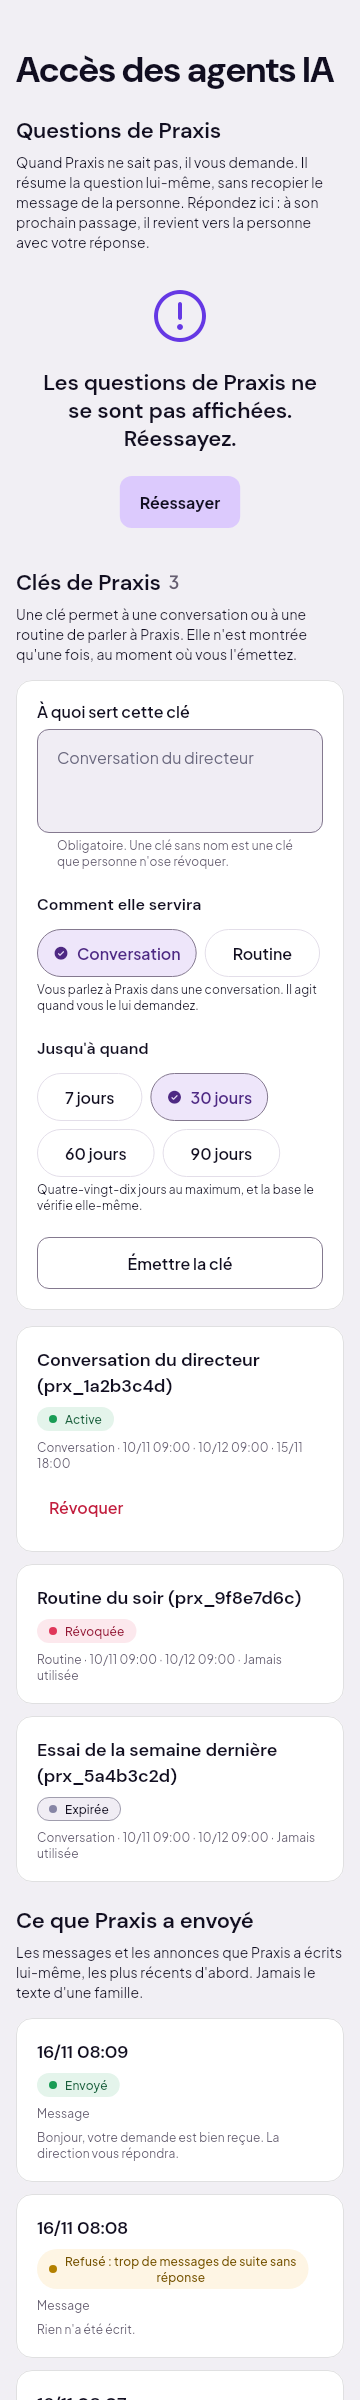 Accès des agents IA
Questions de Praxis
Quand Praxis ne sait pas, il vous demande. Il
résume la question lui-même, sans recopier le
message de la personne. Répondez ici : à son
prochain passage, il revient vers la personne
avec votre réponse.
Les questions de Praxis ne
se sont pas affichées.
Réessayez.
Réessayer
Clés de Praxis 3
Une clé permet à une conversation ou à une
routine de parler à Praxis. Elle n'est montrée
qu'une fois, au moment où vous l'émettez.
À quoi sert cette clé
Conversation du directeur
Obligatoire. Une clé sans nom est une clé
que personne n'ose révoquer.
Comment elle servira
Conversation Routine
Vous parlez à Praxis dans une conversation. Il agit
quand vous le lui demandez.
Jusqu'à quand
7 jours 30 jours
60 jours 90 jours
Quatre-vingt-dix jours au maximum, et la base le
vérifie elle-même.
Émettre la clé
Conversation du directeur
(prx_1a2b3c4d)
Active
Conversation · 10/11 09:00 · 10/12 09:00 · 15/11
18:00
Révoquer
Routine du soir (prx_9f8e7d6c)
Révoquée
Routine · 10/11 09:00 · 10/12 09:00 · Jamais
utilisée
Essai de la semaine dernière
(prx_5a4b3c2d)
Expirée
Conversation · 10/11 09:00 · 10/12 09:00 · Jamais
utilisée
Ce que Praxis a envoyé
Les messages et les annonces que Praxis a écrits
lui-même, les plus récents d'abord. Jamais le
texte d'une famille.
16/11 08:09
Envoyé
Message
Bonjour, votre demande est bien reçue. La
direction vous répondra.
16/11 08:08
Refusé : trop de messages de suite sans
réponse
Message
Rien n'a été écrit.